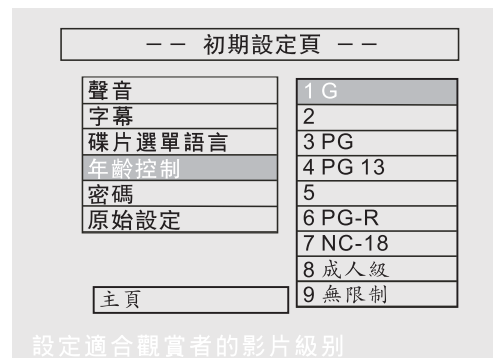 －－ 初期設定頁 －－
聲音
字幕
碟片選單語言
年齡控制
密碼
原始設定
主頁
1 G
2
3 PG
4 PG 13
5
6 PG-R
7 NC-18
8 成人級
9 無限制
設定適合觀賞者的影片級別